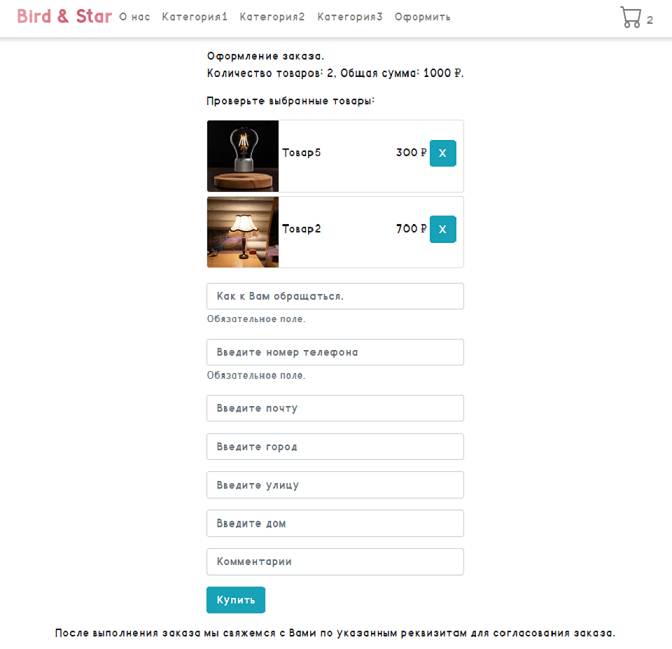 Bird & Star О нас Категория1 Категория2 Категория3 Оформить 2
Оформление заказа.
Количество товаров: 2, Общая сумма: 1000 ₽.
Проверьте выбранные товары:
Товар5 300 ₽ X
Товар2 700 ₽ X
Как к Вам обращаться.
Обязательное поле.
Введите номер телефона
Обязательное поле.
Введите почту
Введите город
Введите улицу
Введите дом
Комментарии
Купить
После выполнения заказа мы свяжемся с Вами по указанным реквизитам для согласования заказа.